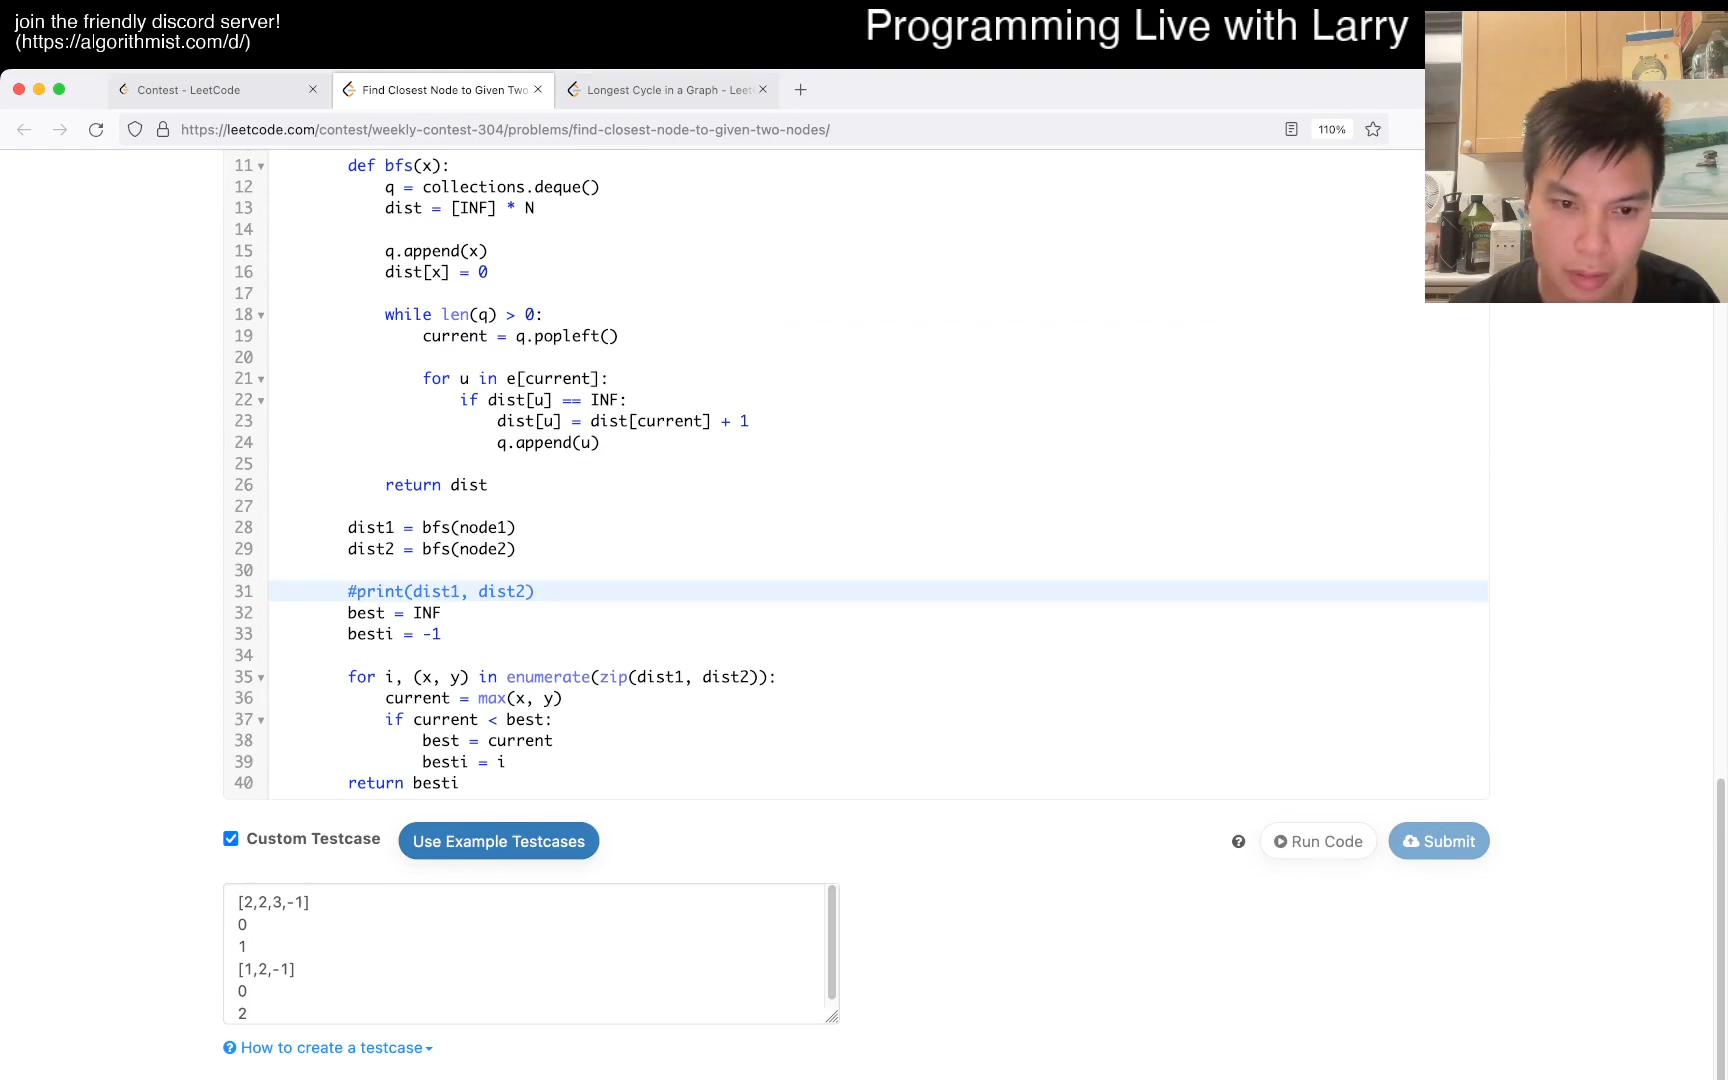 join the friendly discord server!
(https://algorithmist.com/d/)
Programming Live with Larry
Contest - LeetCode
Find Closest Node to Given Two
Longest Cycle in a Graph - Leet
https://leetcode.com/contest/weekly-contest-304/problems/find-closest-node-to-given-two-nodes/
110%
11 def bfs(x):
12 q = collections.deque()
13 dist = [INF] * N
14
15 q.append(x)
16 dist[x] = 0
17
18 while len(q) > 0:
19 current = q.popleft()
20
21 for u in e[current]:
22 if dist[u] == INF:
23 dist[u] = dist[current] + 1
24 q.append(u)
25
26 return dist
27
28 dist1 = bfs(node1)
29 dist2 = bfs(node2)
30
31 #print(dist1, dist2)
32 best = INF
33 besti = -1
34
35 for i, (x, y) in enumerate(zip(dist1, dist2)):
36 current = max(x, y)
37 if current < best:
38 best = current
39 besti = i
40 return besti
Custom Testcase
Use Example Testcases
Run Code
Submit
[2,2,3,-1]
0
1
[1,2,-1]
0
2
How to create a testcase